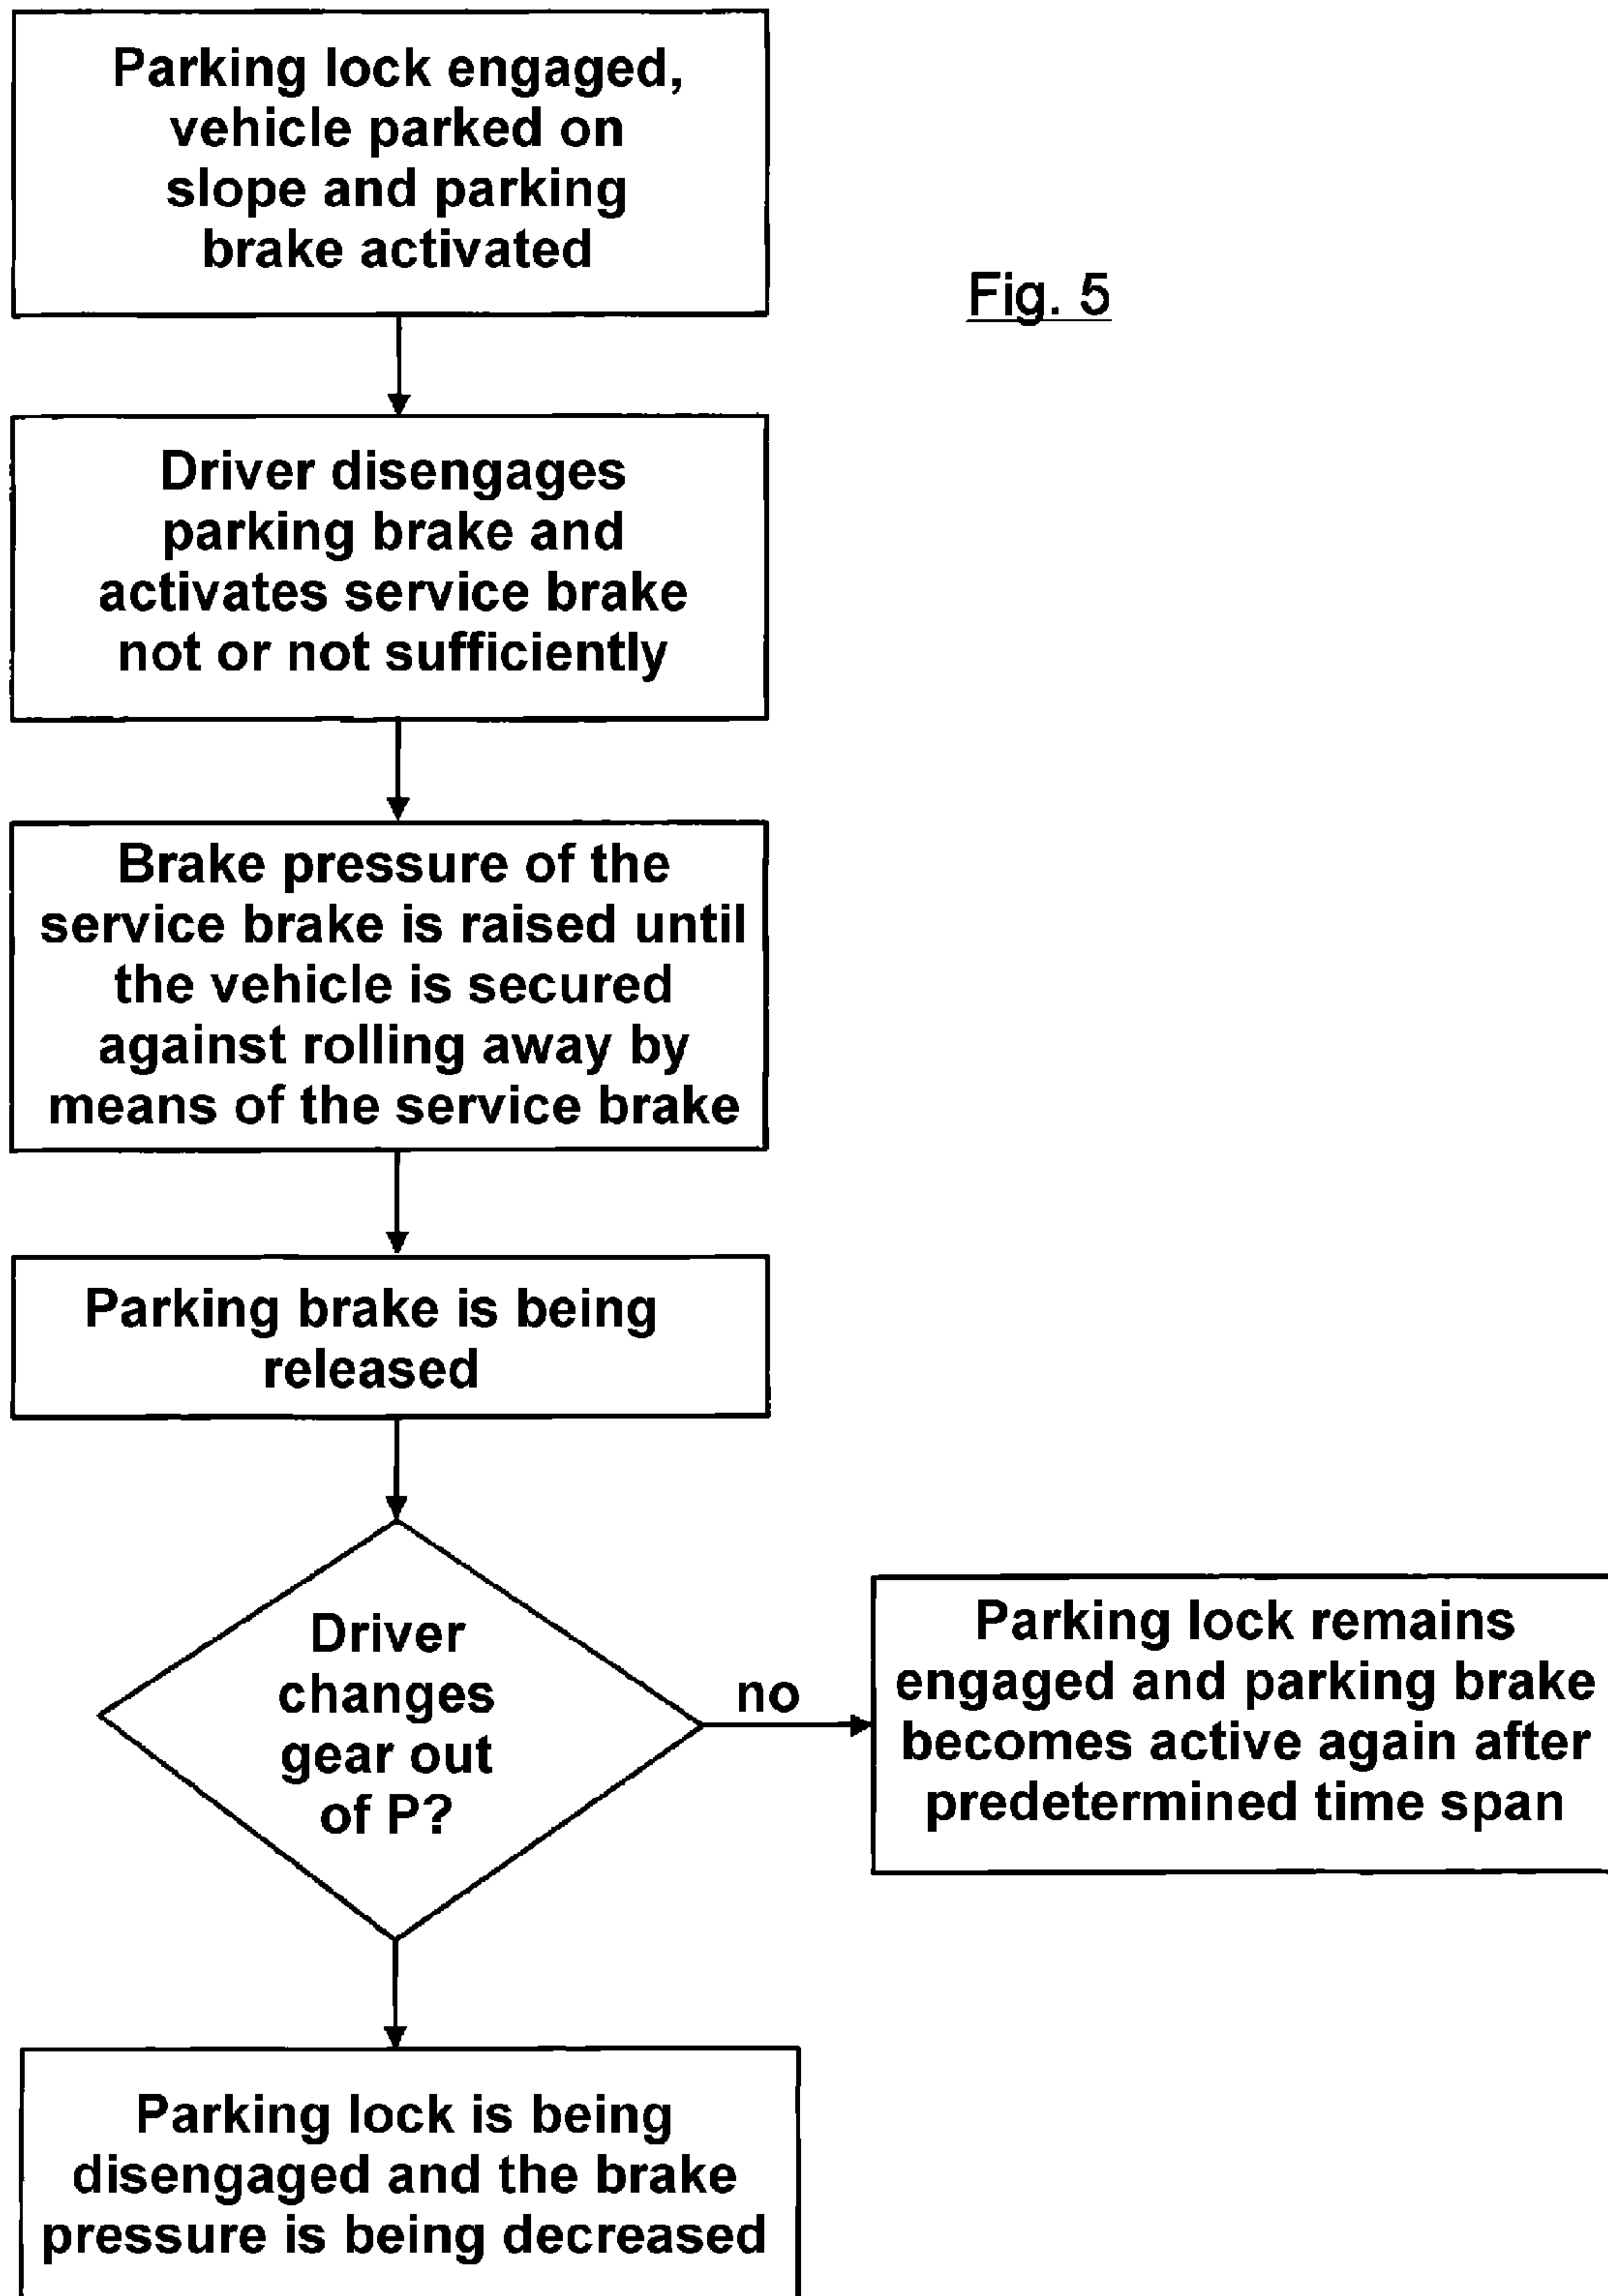 Parking lock engaged,
vehicle parked on
slope and parking
brake activated
Fig. 5
Driver disengages
parking brake and
activates service brake
not or not sufficiently
Brake pressure of the
service brake is raised until
the vehicle is secured
against rolling away by
means of the service brake
Parking brake is being
released
Driver
changes
gear out
of P?
no
Parking lock remains
engaged and parking brake
becomes active again after
predetermined time span
Parking lock is being
disengaged and the brake
pressure is being decreased